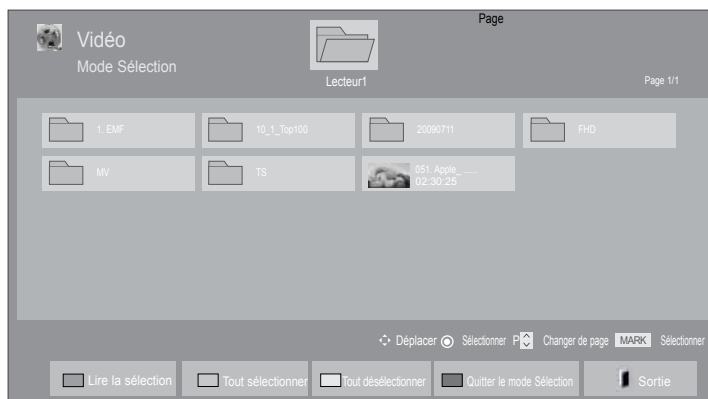 Page
Vidéo
Mode Sélection
Lecteur1
Page 1/1
1. EMF
10_1_Top100
20090711
FHD
MV
TS
051. Apple_ ......
02:30:25
Déplacer Sélectionner P Changer de page MARK Sélectionner
Lire la sélection Tout sélectionner Tout désélectionner Quitter le mode Sélection Sortie